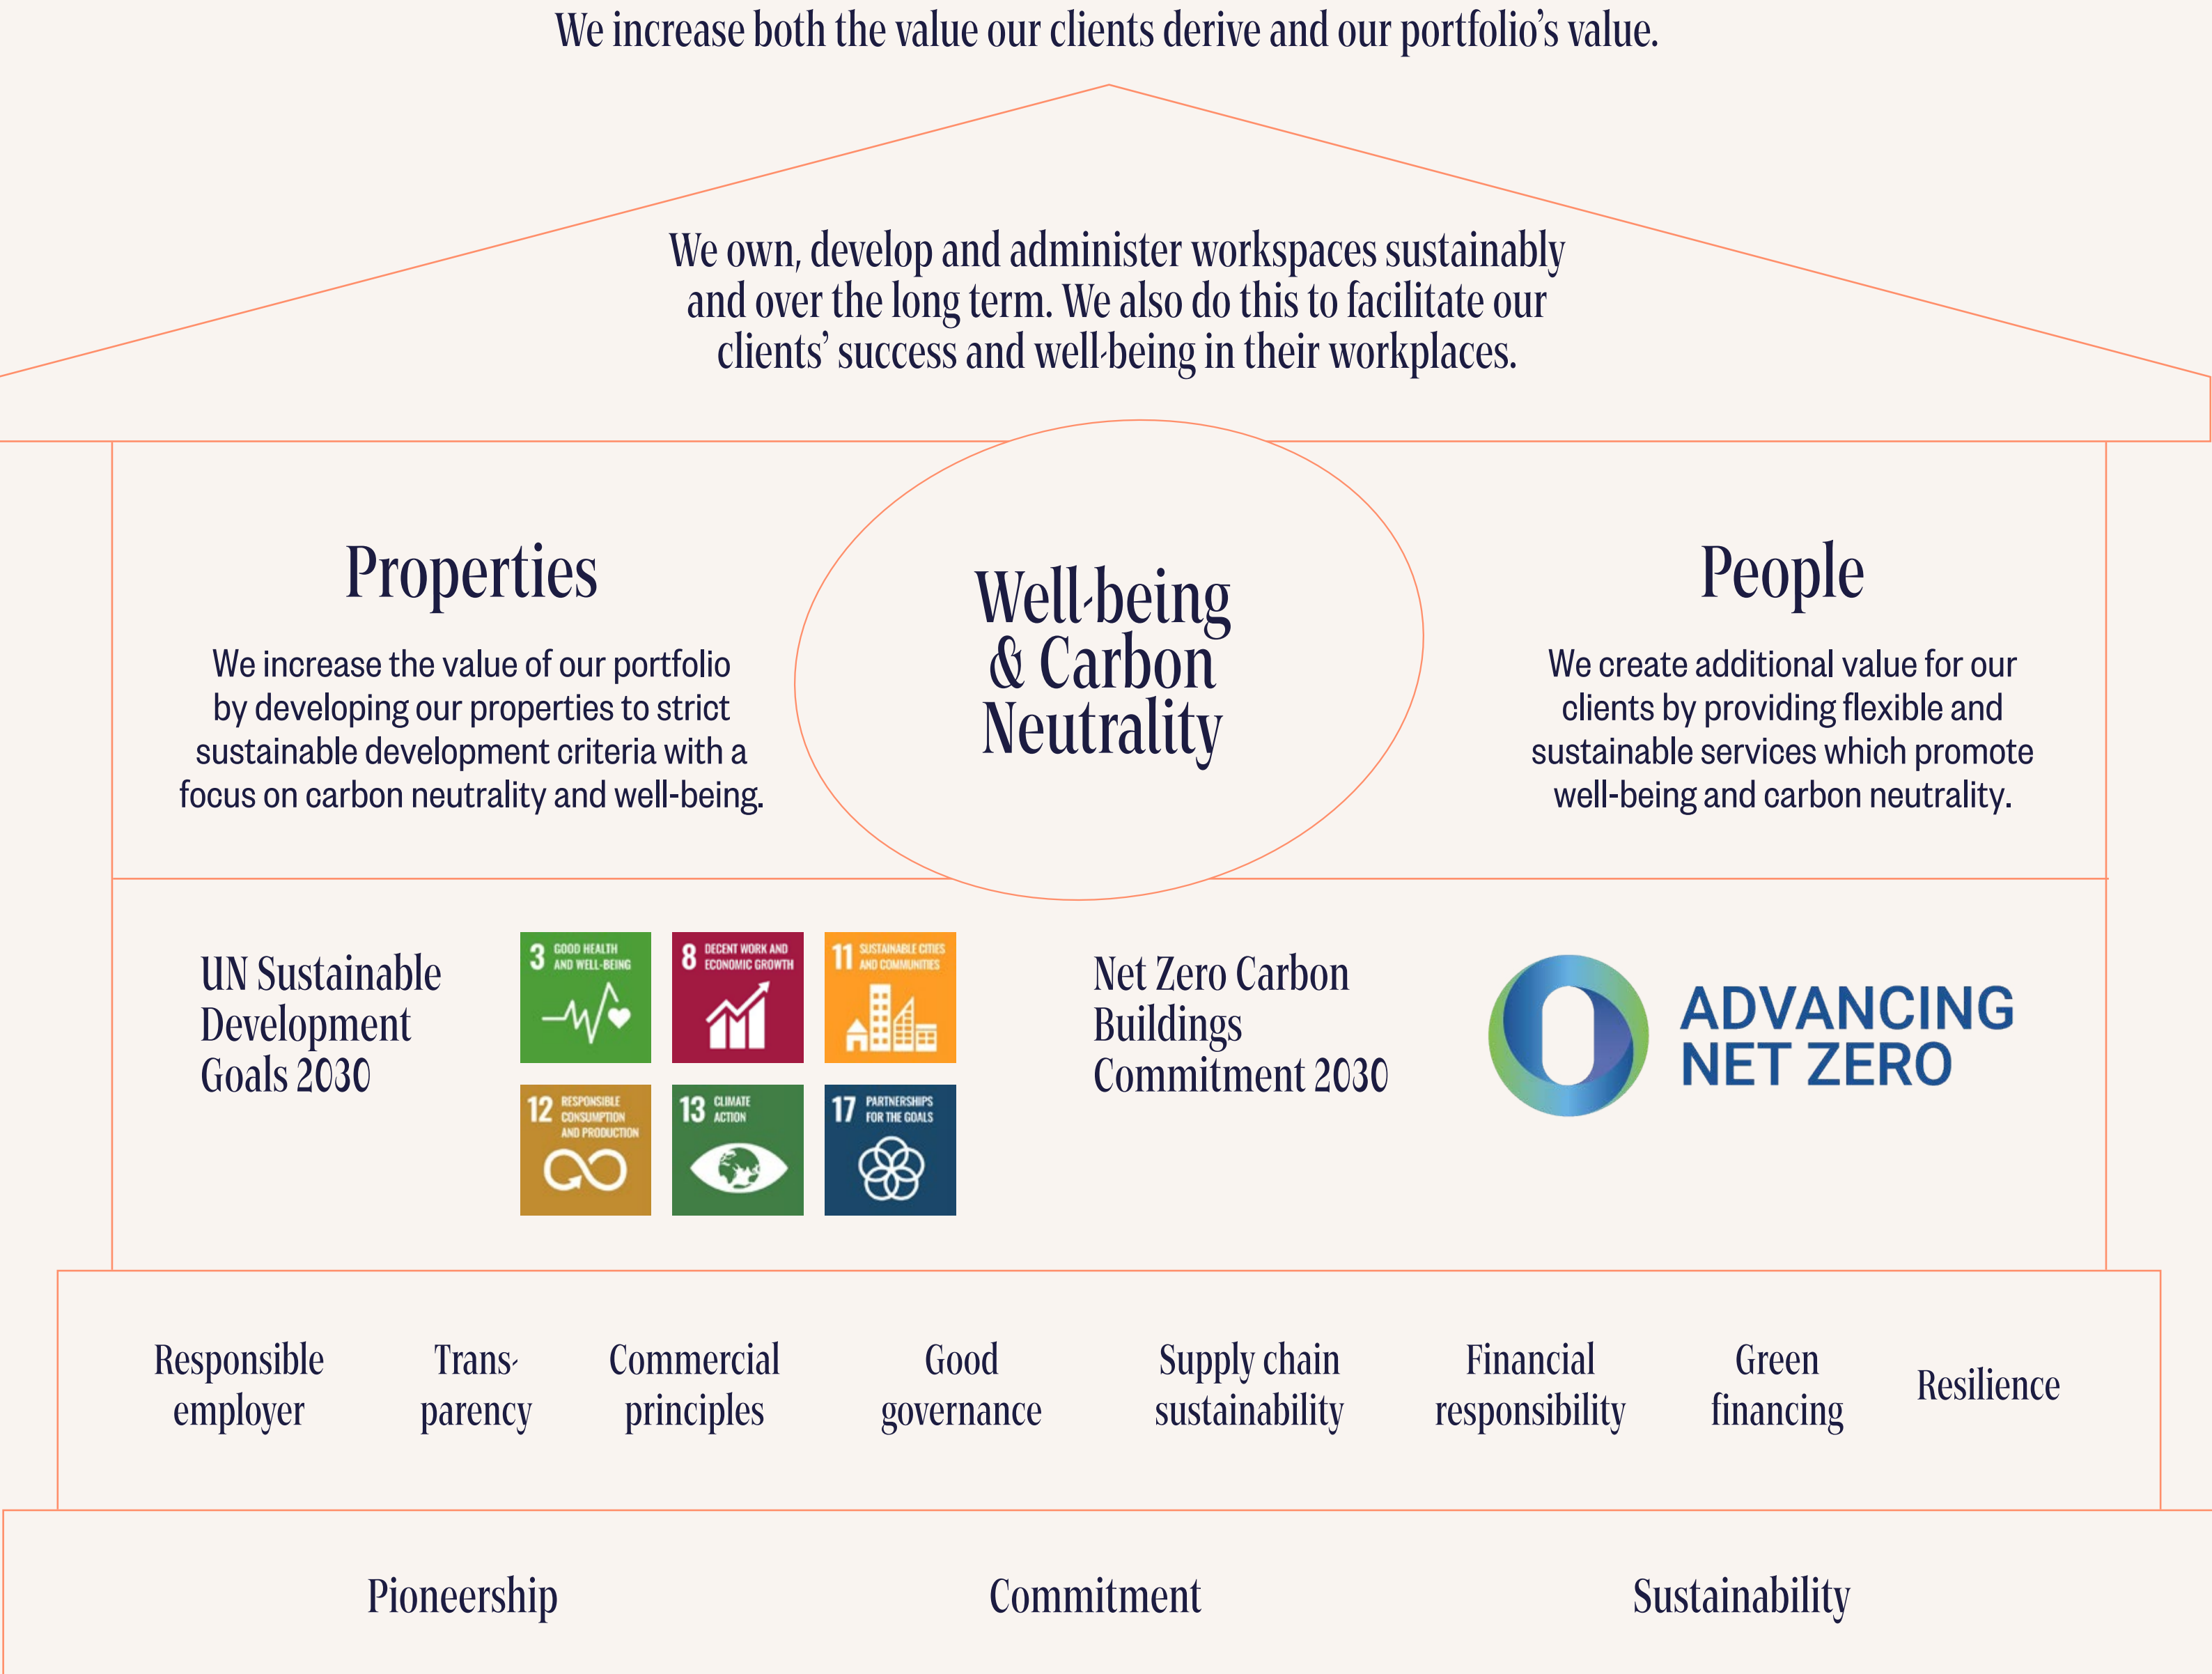 We increase both the value our clients derive and our portfolio’s value.
We own, develop and administer workspaces sustainably
and over the long term. We also do this to facilitate our
clients’ success and well-being in their workplaces.
Properties
We increase the value of our portfolio
by developing our properties to strict
sustainable development criteria with a
focus on carbon neutrality and well-being.
Well-being
& Carbon
Neutrality
People
We create additional value for our
clients by providing flexible and
sustainable services which promote
well-being and carbon neutrality.
UN Sustainable
Development
Goals 2030
3 GOOD HEALTH
AND WELL-BEING
8 DECENT WORK AND
ECONOMIC GROWTH
11 SUSTAINABLE CITIES
AND COMMUNITIES
12 RESPONSIBLE
CONSUMPTION
AND PRODUCTION
13 CLIMATE
ACTION
17 PARTNERSHIPS
FOR THE GOALS
Net Zero Carbon
Buildings
Commitment 2030
ADVANCING
NET ZERO
Responsible
employer
Trans-
parency
Commercial
principles
Good
governance
Supply chain
sustainability
Financial
responsibility
Green
financing
Resilience
Pioneership
Commitment
Sustainability